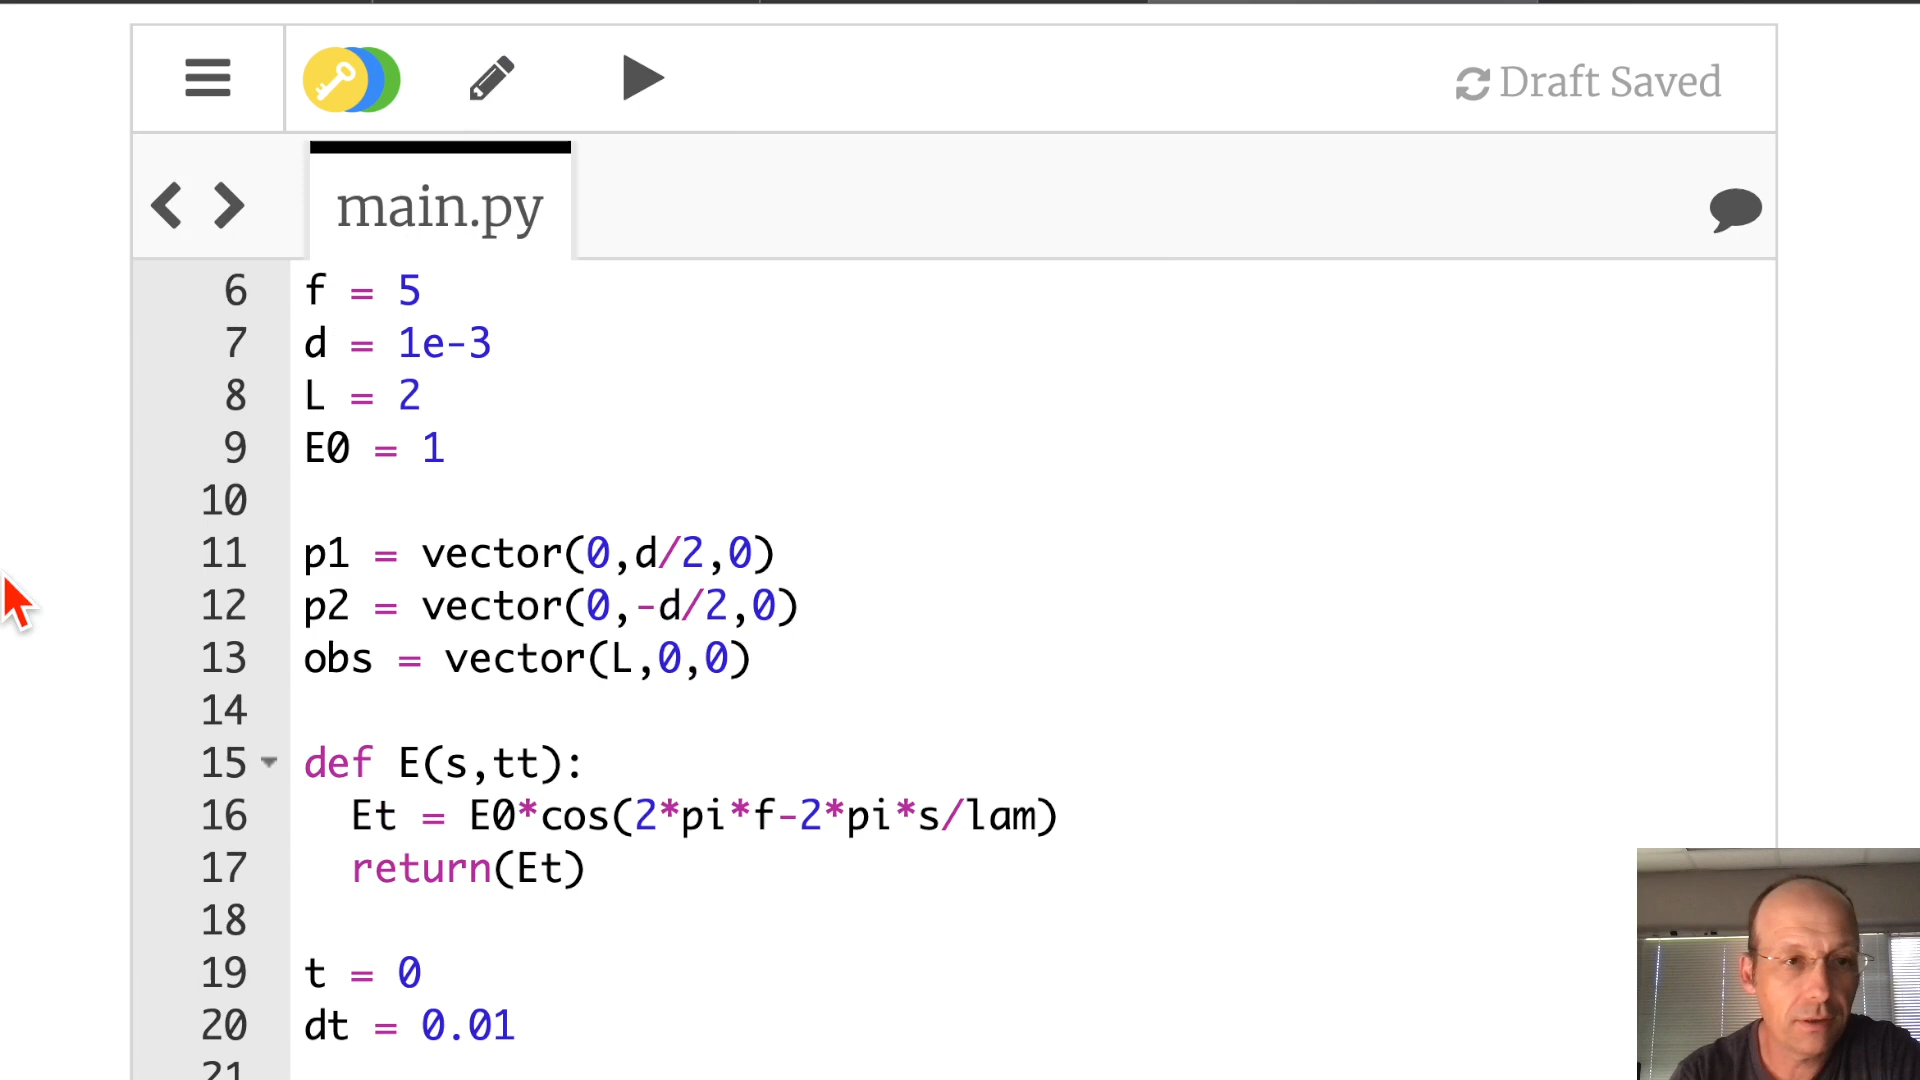 Draft Saved
main.py
6 f = 5
7 d = 1e-3
8 L = 2
9 E0 = 1
10
11 p1 = vector(0,d/2,0)
12 p2 = vector(0,-d/2,0)
13 obs = vector(L,0,0)
14
15 def E(s,tt):
16 Et = E0*cos(2*pi*f-2*pi*s/lam)
17 return(Et)
18
19 t = 0
20 dt = 0.01
21